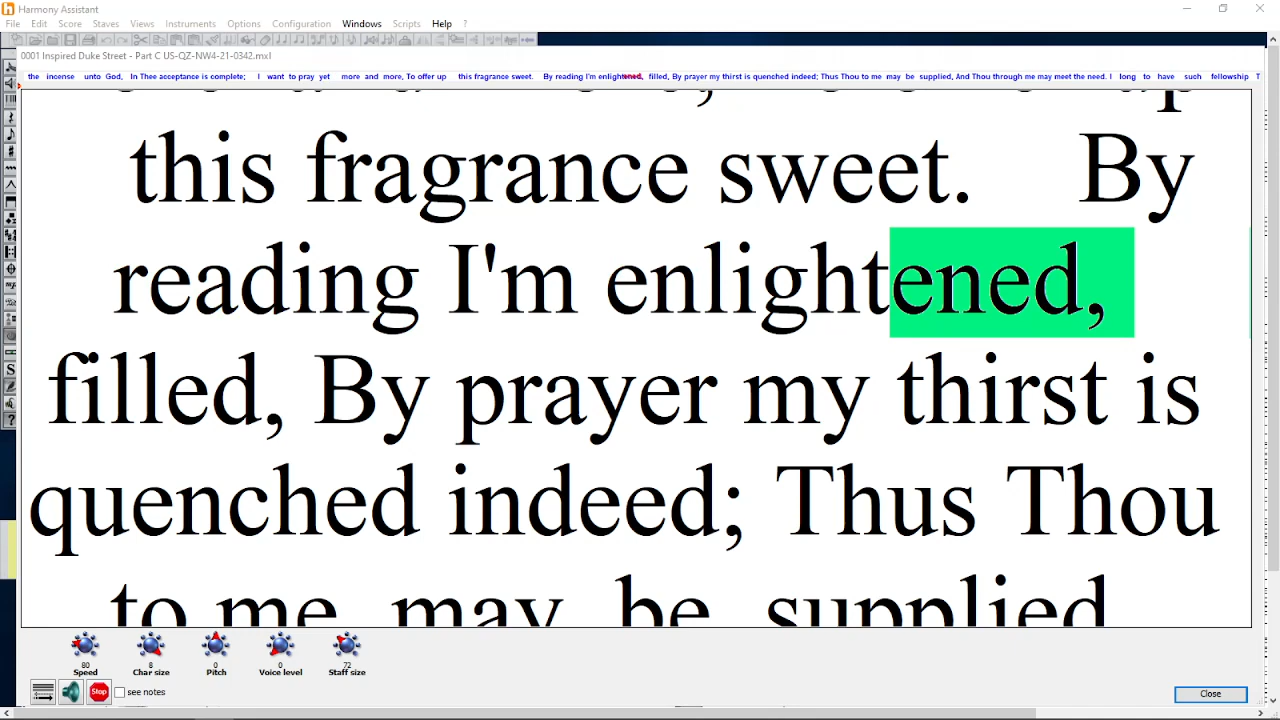 Harmony Assistant
File Edit Score Staves Views Instruments Options Configuration Windows Scripts Help ?
0001 Inspired Duke Street - Part C US-QZ-NW4-21-0342.mxl
the incense unto God, In Thee acceptance is complete; I want to pray yet more and more, To offer up this fragrance sweet. By reading I'm enlightened, filled, By prayer my thirst is quenched indeed; Thus Thou to me may be supplied, And Thou through me may meet the need. I long to have such fellowship T
this fragrance sweet. By
reading I'm enlightened,
filled, By prayer my thirst is
quenched indeed; Thus Thou
to me may be supplied
80 8 0 0 72
Speed Char size Pitch Voice level Staff size
Stop see notes
Close